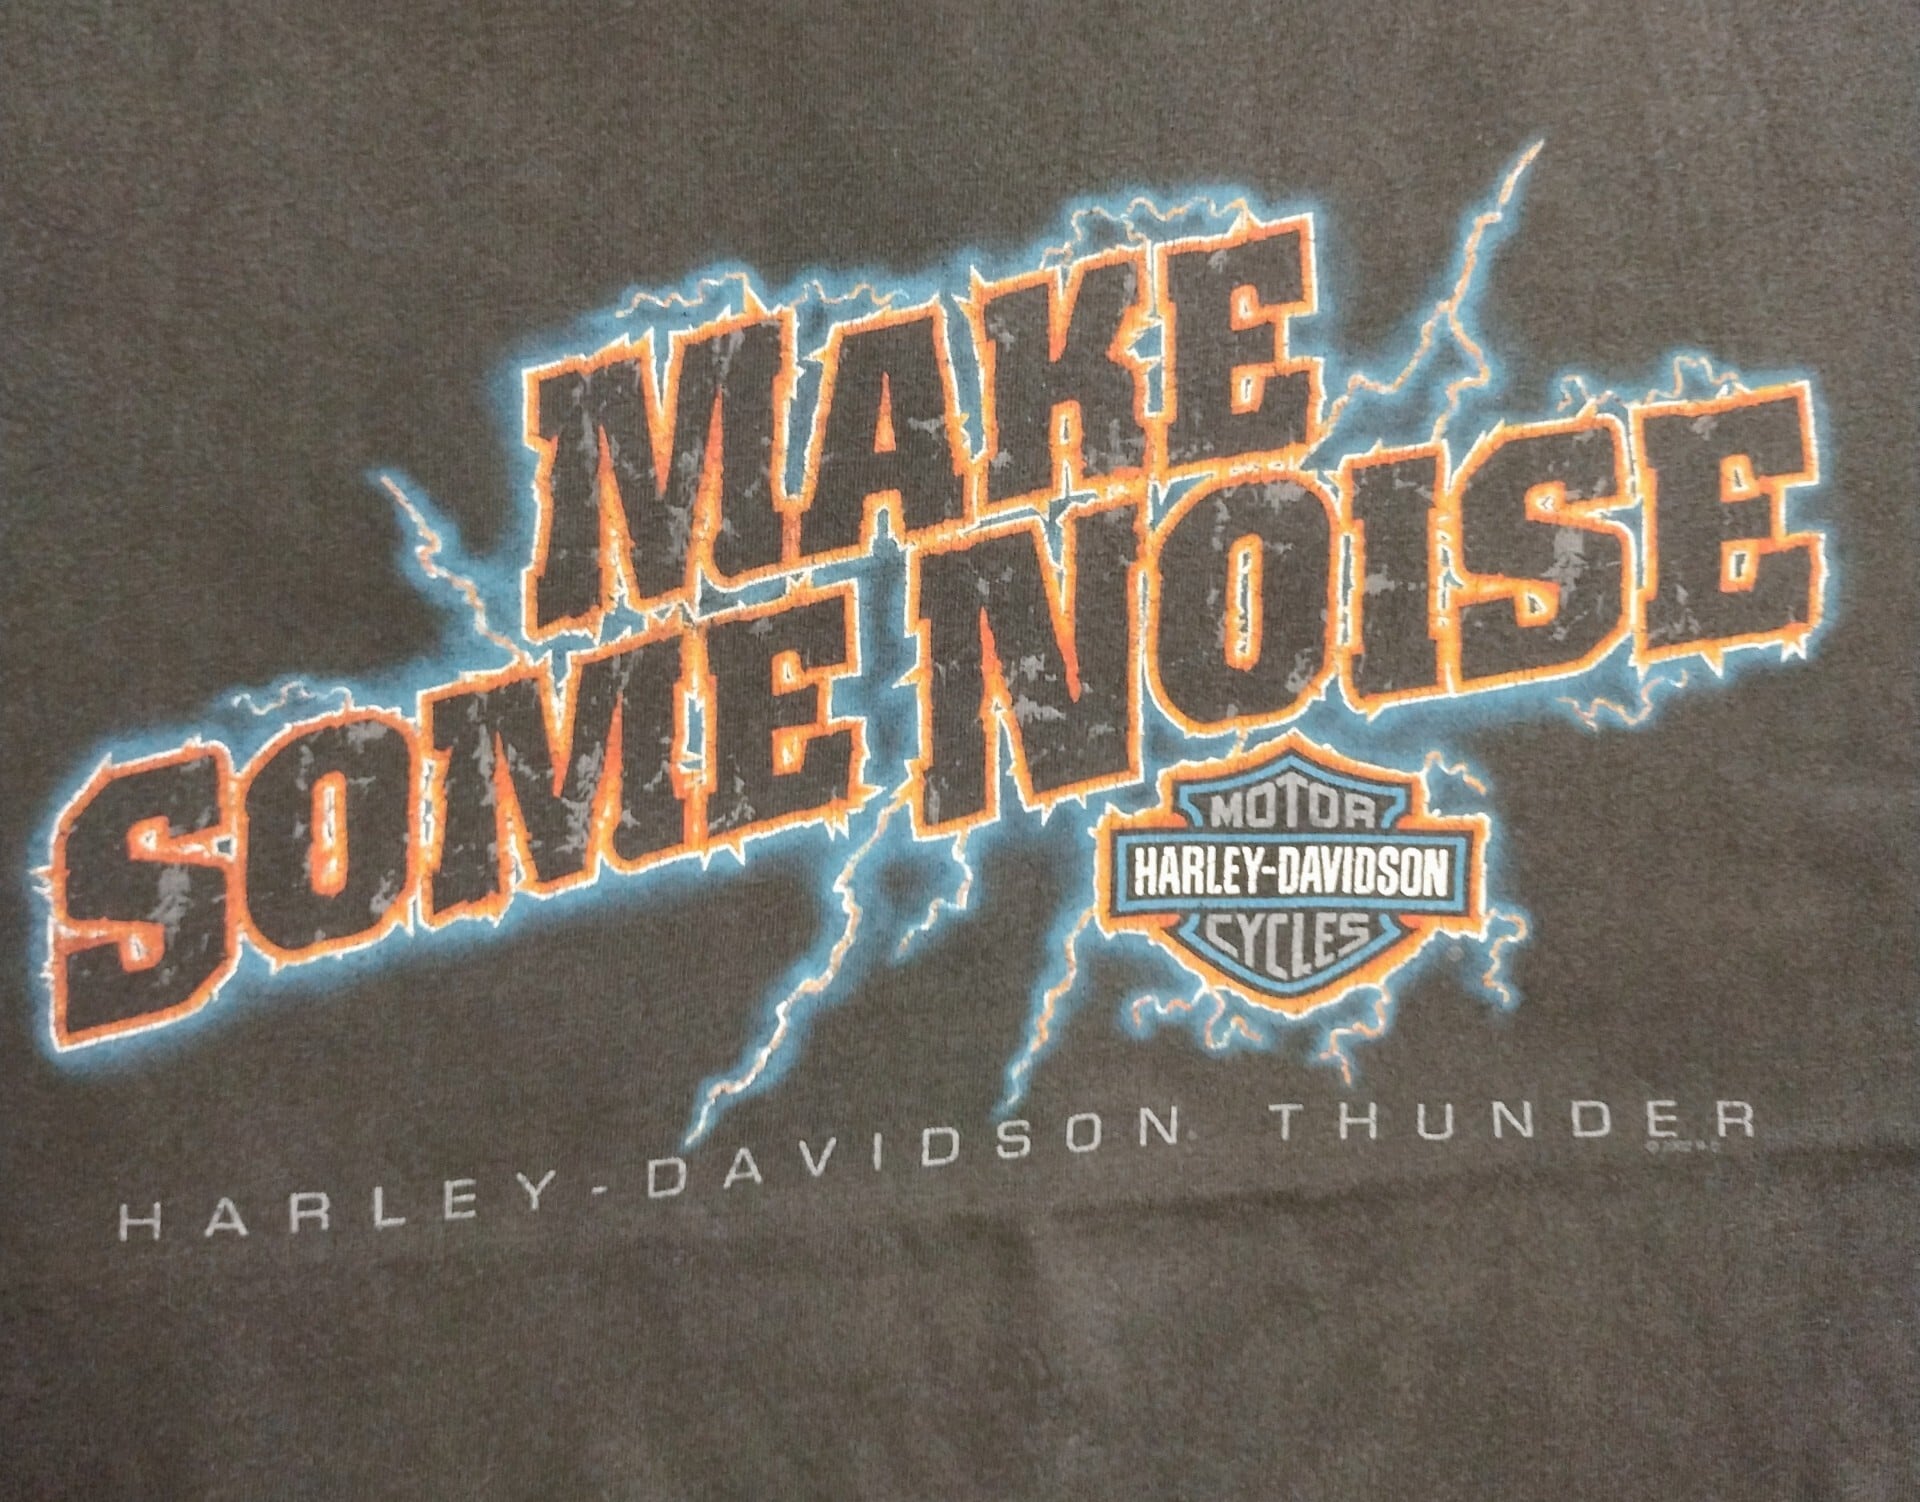 MAKE
SOME NOISE
MOTOR
HARLEY-DAVIDSON
CYCLES
HARLEY-DAVIDSON THUNDER